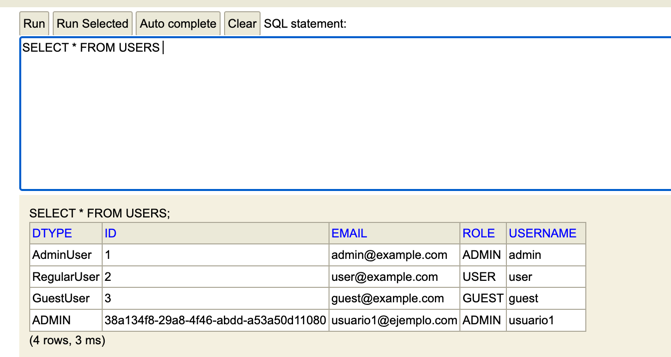 Run Run Selected Auto complete Clear SQL statement:
SELECT * FROM USERS
SELECT * FROM USERS;
DTYPE ID EMAIL ROLE USERNAME
AdminUser 1 admin@example.com ADMIN admin
RegularUser 2 user@example.com USER user
GuestUser 3 guest@example.com GUEST guest
ADMIN 38a134f8-29a8-4f46-abdd-a53a50d11080 usuario1@ejemplo.com ADMIN usuario1
(4 rows, 3 ms)